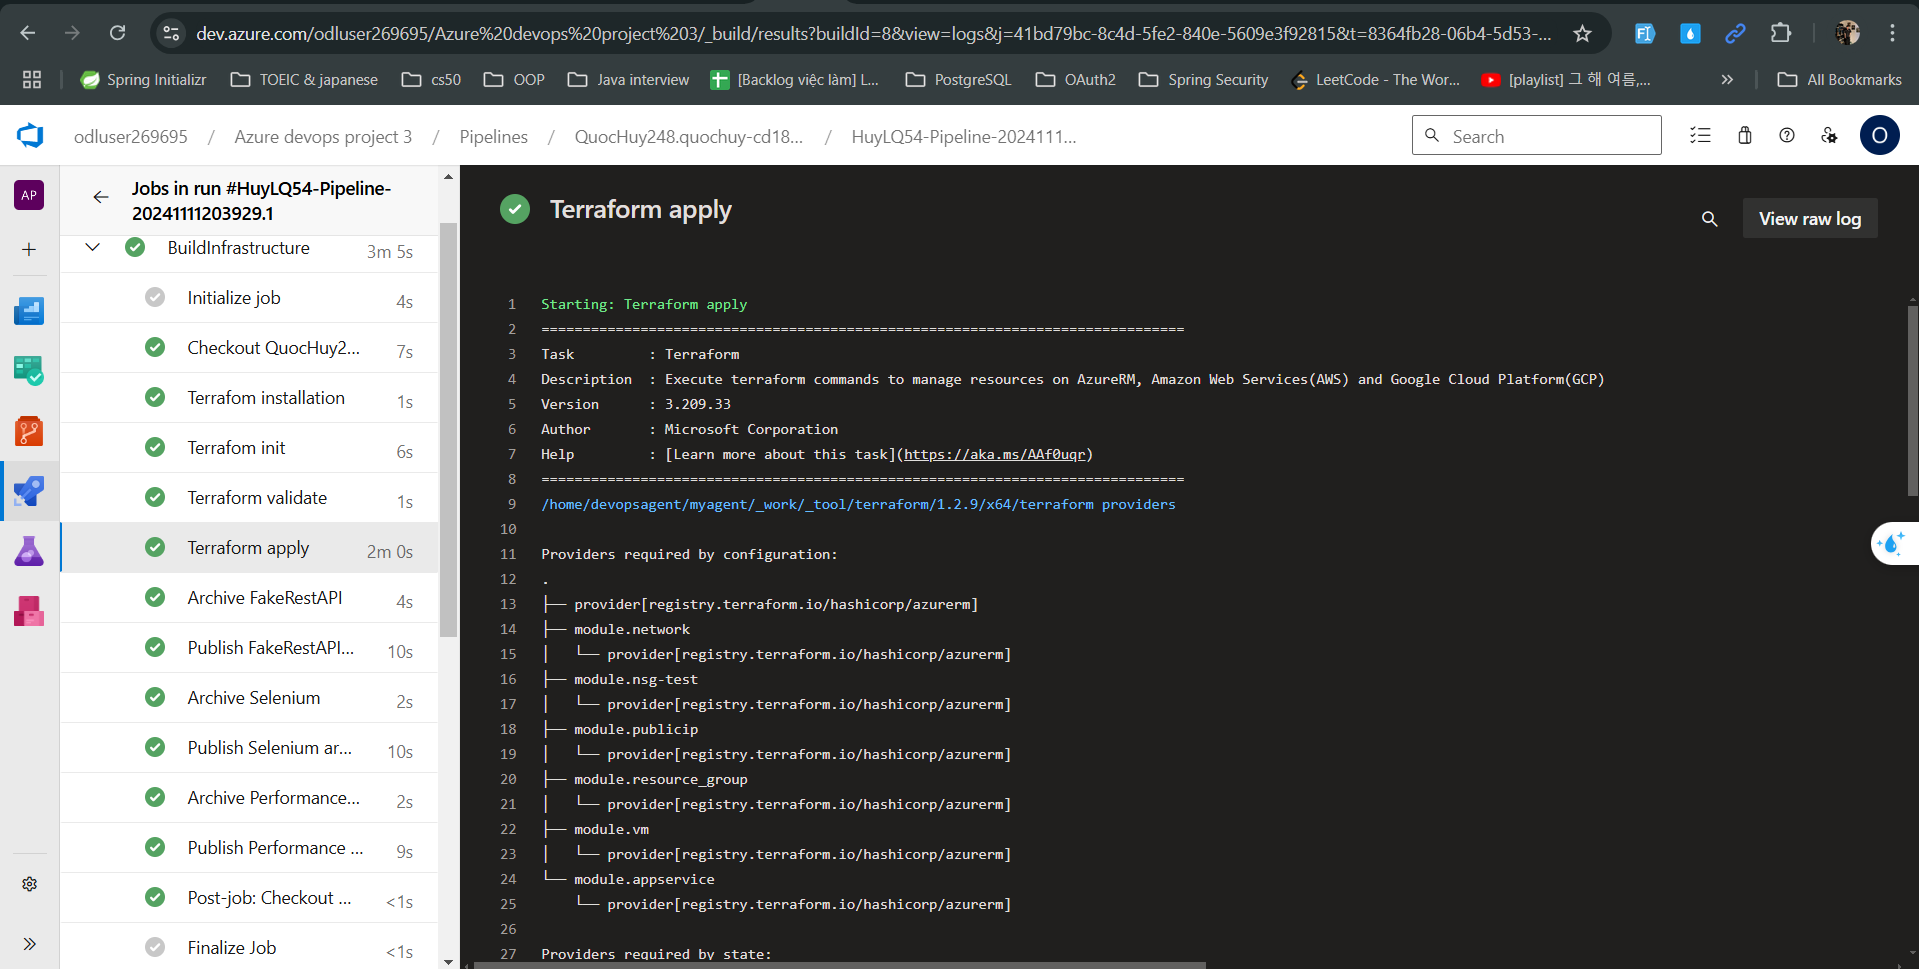 dev.azure.com/odluser269695/Azure%20devops%20project%203/_build/results?buildId=8&view=logs&j=41bd79bc-8c4d-5fe2-840e-5609e3f92815&t=8364fb28-06b4-5d53-...
Spring Initializr TOEIC & japanese cs50 OOP Java interview [Backlog việc làm] L... PostgreSQL OAuth2 Spring Security LeetCode - The Wor... [playlist] 그 해 여름,... » All Bookmarks
odluser269695 / Azure devops project 3 / Pipelines / QuocHuy248.quochuy-cd18... / HuyLQ54-Pipeline-2024111... Search O
AP
Jobs in run #HuyLQ54-Pipeline-
20241111203929.1
BuildInfrastructure 3m 5s
Initialize job 4s
Checkout QuocHuy2... 7s
Terrafom installation 1s
Terrafom init 6s
Terraform validate 1s
Terraform apply 2m 0s
Archive FakeRestAPI 4s
Publish FakeRestAPI... 10s
Archive Selenium 2s
Publish Selenium ar... 10s
Archive Performance... 2s
Publish Performance ... 9s
Post-job: Checkout ... <1s
Finalize Job <1s
Terraform apply
View raw log
1 Starting: Terraform apply
2 ==============================================================================
3 Task : Terraform
4 Description : Execute terraform commands to manage resources on AzureRM, Amazon Web Services(AWS) and Google Cloud Platform(GCP)
5 Version : 3.209.33
6 Author : Microsoft Corporation
7 Help : [Learn more about this task](https://aka.ms/AAf0uqr)
8 ==============================================================================
9 /home/devopsagent/myagent/_work/_tool/terraform/1.2.9/x64/terraform providers
10
11 Providers required by configuration:
12 .
13 ├── provider[registry.terraform.io/hashicorp/azurerm]
14 ├── module.network
15 │   └── provider[registry.terraform.io/hashicorp/azurerm]
16 ├── module.nsg-test
17 │   └── provider[registry.terraform.io/hashicorp/azurerm]
18 ├── module.publicip
19 │   └── provider[registry.terraform.io/hashicorp/azurerm]
20 ├── module.resource_group
21 │   └── provider[registry.terraform.io/hashicorp/azurerm]
22 ├── module.vm
23 │   └── provider[registry.terraform.io/hashicorp/azurerm]
24 └── module.appservice
25     └── provider[registry.terraform.io/hashicorp/azurerm]
26
27 Providers required by state: